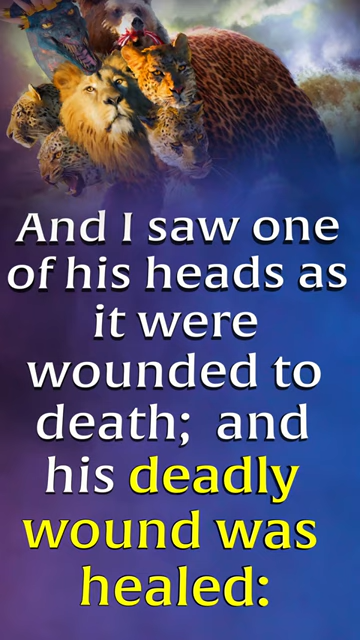 And I saw one
of his heads as
it were
wounded to
death; and
his deadly
wound was
healed: